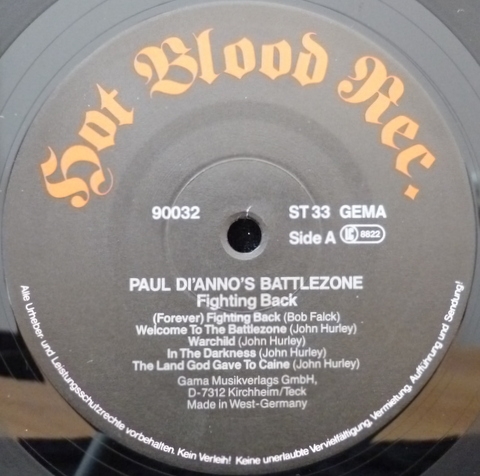 Hot Blood Rec.
90032
ST 33 GEMA
Side A LC 8822
PAUL DI'ANNO'S BATTLEZONE
Fighting Back
(Forever) Fighting Back (Bob Falck)
Welcome To The Battlezone (John Hurley)
Warchild (John Hurley)
In The Darkness (John Hurley)
The Land God Gave To Caine (John Hurley)
Gama Musikverlags GmbH,
D-7312 Kirchheim/Teck
Made in West-Germany
Alle Urheber und Leistungsschutzrechte vorbehalten. Kein Verleih! Keine unerlaubte Vervielfältigung, Vermietung, Aufführung und Sendung!